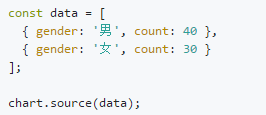 const data = [
  { gender: '男', count: 40 },
  { gender: '女', count: 30 }
];
chart.source(data);